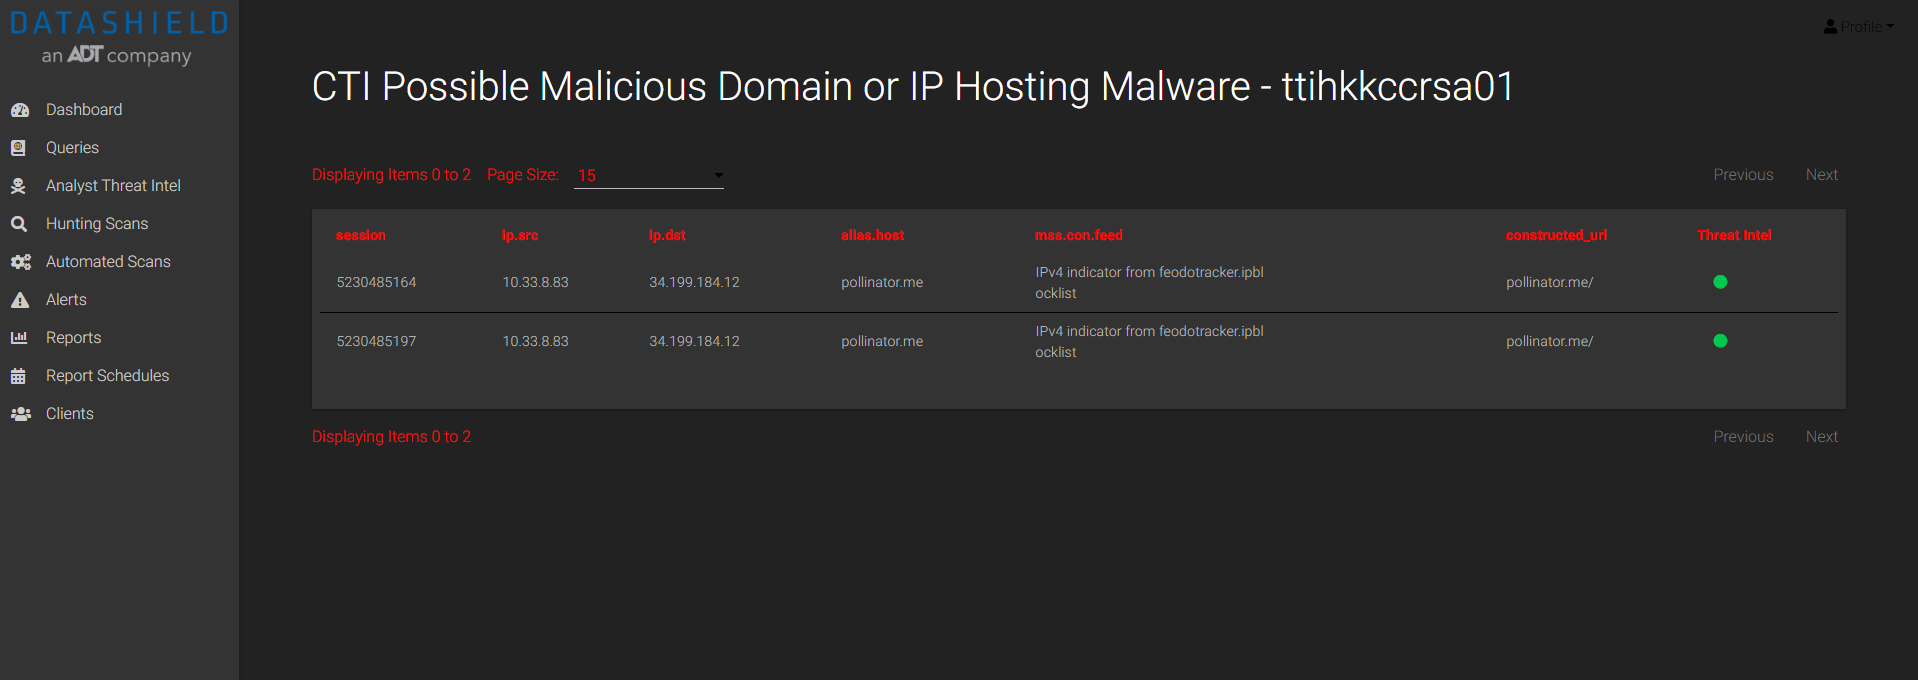 DATASHIELD
an ADT company
Profile
Dashboard
Queries
Analyst Threat Intel
Hunting Scans
Automated Scans
Alerts
Reports
Report Schedules
Clients
CTI Possible Malicious Domain or IP Hosting Malware - ttihkkccrsa01
Displaying Items 0 to 2 Page Size: 15 Previous Next
session ip.src ip.dst alias.host mss.con.feed constructed_url Threat Intel
5230485164 10.33.8.83 34.199.184.12 pollinator.me IPv4 indicator from feodotracker.ipbl pollinator.me/
ocklist
5230485197 10.33.8.83 34.199.184.12 pollinator.me IPv4 indicator from feodotracker.ipbl pollinator.me/
ocklist
Displaying Items 0 to 2 Previous Next